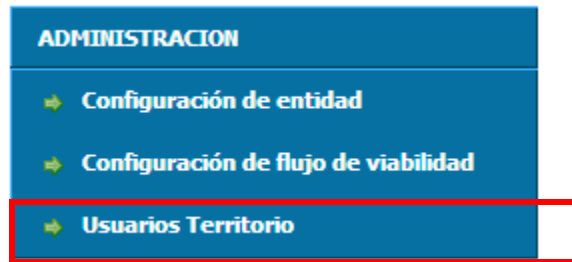 ADMINISTRACION
Configuración de entidad
Configuración de flujo de viabilidad
Usuarios Territorio